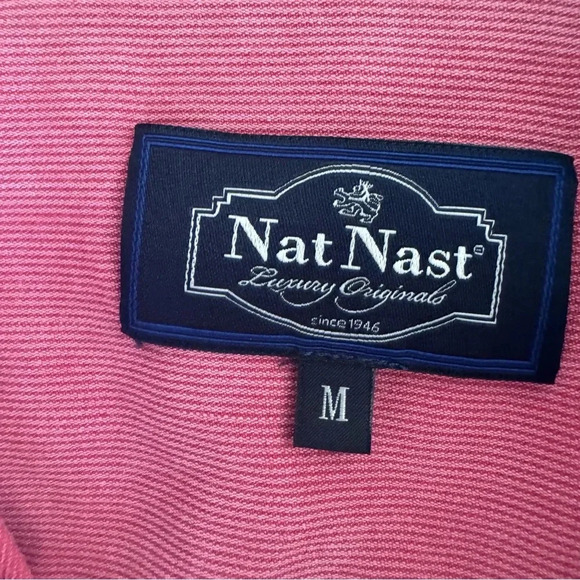 Nat Nast®
Luxury Originals
since 1946
M